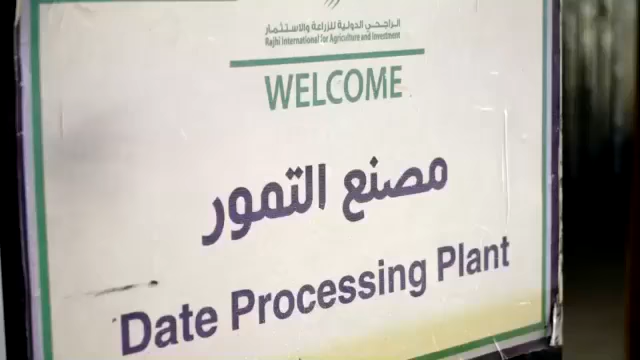 الراجحي الدولية للزراعة والاستثمار
Rajhi International for Agriculture and Investment
WELCOME
مصنع التمور
Date Processing Plant